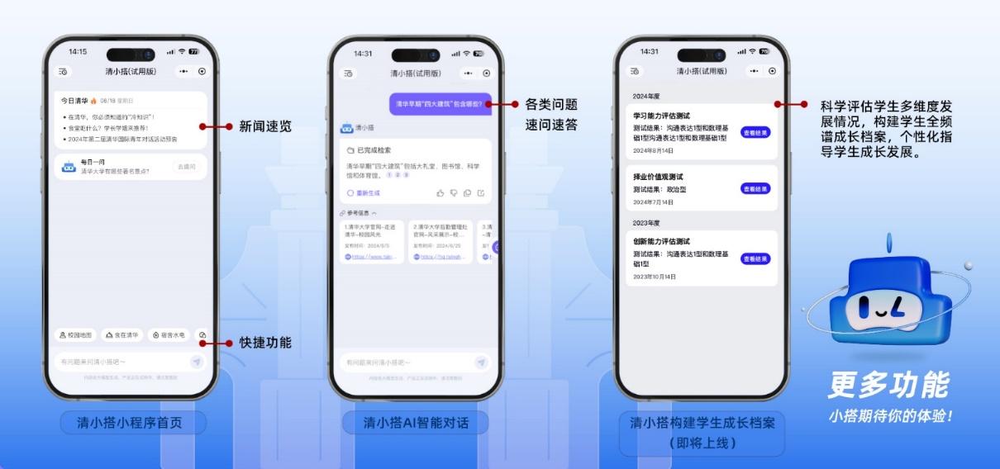 14:15
77
清小搭(试用版)
今日清华 08/18 星期日
• 在清华，你必须知道的“冷知识”！
• 食堂吃什么？学长学姐来推荐！
• 2024年第二届清华国际青年对话活动预告
每日一问
清华大学有哪些著名景点？
去提问
校园地图
食在清华
宿舍水电
有问题来问清小搭吧~
新闻速览
快捷功能
清小搭小程序首页
14:31
70
清小搭(试用版)
清华早期“四大建筑”包含哪些？
清小搭
已完成检索
清华早期“四大建筑”包括大礼堂、图书馆、科学
馆和体育馆。 1 2 3
重新生成
参考信息
1.清华大学官网-走进
清华-校园风光
发布时间：2024/6/5
2.清华大学后勤管理处
官网-风采展示-校...
发布时间：2024/6/25
3.清
-清
https://www.tsin...
https://hq.tsingh...
有问题来问清小搭吧~
各类问题
速问速答
清小搭AI智能对话
14:31
70
清小搭(试用版)
2024年度
学习能力评估测试
测试结果：沟通表达1型和数理基
础1型沟通表达1型和数理基础1型
2024年8月14日
查看结果
择业价值观测试
测试结果：政治型
2024年7月14日
查看结果
2023年度
创新能力评估测试
测试结果：沟通表达1型和数理基
础1型
2023年10月14日
查看结果
科学评估学生多维度发
展情况，构建学生全频
谱成长档案，个性化指
导学生成长发展。
清小搭构建学生成长档案
(即将上线)
更多功能
小搭期待你的体验！